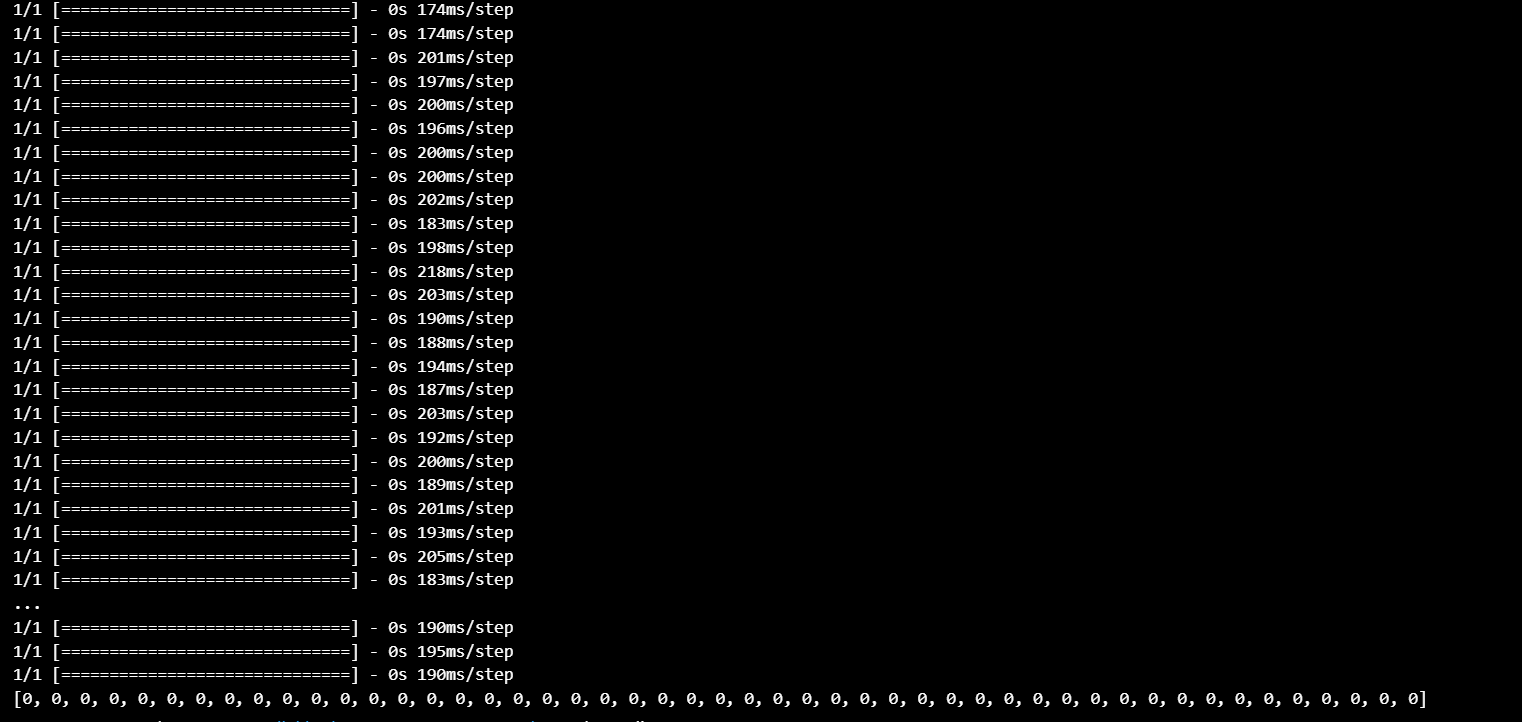 1/1 [==============================] - 0s 174ms/step
1/1 [==============================] - 0s 174ms/step
1/1 [==============================] - 0s 201ms/step
1/1 [==============================] - 0s 197ms/step
1/1 [==============================] - 0s 200ms/step
1/1 [==============================] - 0s 196ms/step
1/1 [==============================] - 0s 200ms/step
1/1 [==============================] - 0s 200ms/step
1/1 [==============================] - 0s 202ms/step
1/1 [==============================] - 0s 183ms/step
1/1 [==============================] - 0s 198ms/step
1/1 [==============================] - 0s 218ms/step
1/1 [==============================] - 0s 203ms/step
1/1 [==============================] - 0s 190ms/step
1/1 [==============================] - 0s 188ms/step
1/1 [==============================] - 0s 194ms/step
1/1 [==============================] - 0s 187ms/step
1/1 [==============================] - 0s 203ms/step
1/1 [==============================] - 0s 192ms/step
1/1 [==============================] - 0s 200ms/step
1/1 [==============================] - 0s 189ms/step
1/1 [==============================] - 0s 201ms/step
1/1 [==============================] - 0s 193ms/step
1/1 [==============================] - 0s 205ms/step
1/1 [==============================] - 0s 183ms/step
...
1/1 [==============================] - 0s 190ms/step
1/1 [==============================] - 0s 195ms/step
1/1 [==============================] - 0s 190ms/step
[0, 0, 0, 0, 0, 0, 0, 0, 0, 0, 0, 0, 0, 0, 0, 0, 0, 0, 0, 0, 0, 0, 0, 0, 0, 0, 0, 0, 0, 0, 0, 0, 0, 0, 0, 0, 0, 0, 0, 0, 0, 0, 0, 0, 0, 0, 0, 0, 0]